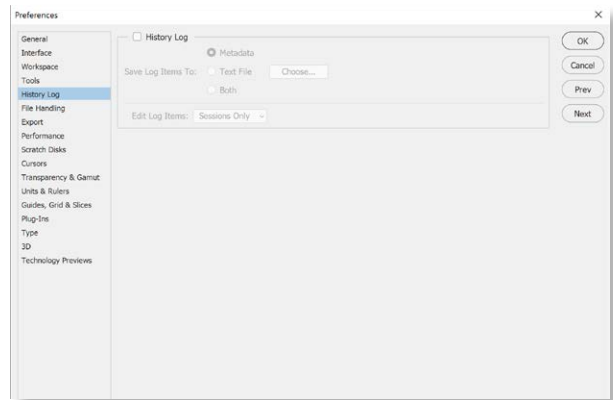 Preferences
General
Interface
Workspace
Tools
History Log
File Handling
Export
Performance
Scratch Disks
Cursors
Transparency & Gamut
Units & Rulers
Guides, Grid & Slices
Plug-Ins
Type
3D
Technology Previews
History Log
Metadata
Save Log Items To: Text File Choose...
Both
Edit Log Items: Sessions Only
OK
Cancel
Prev
Next